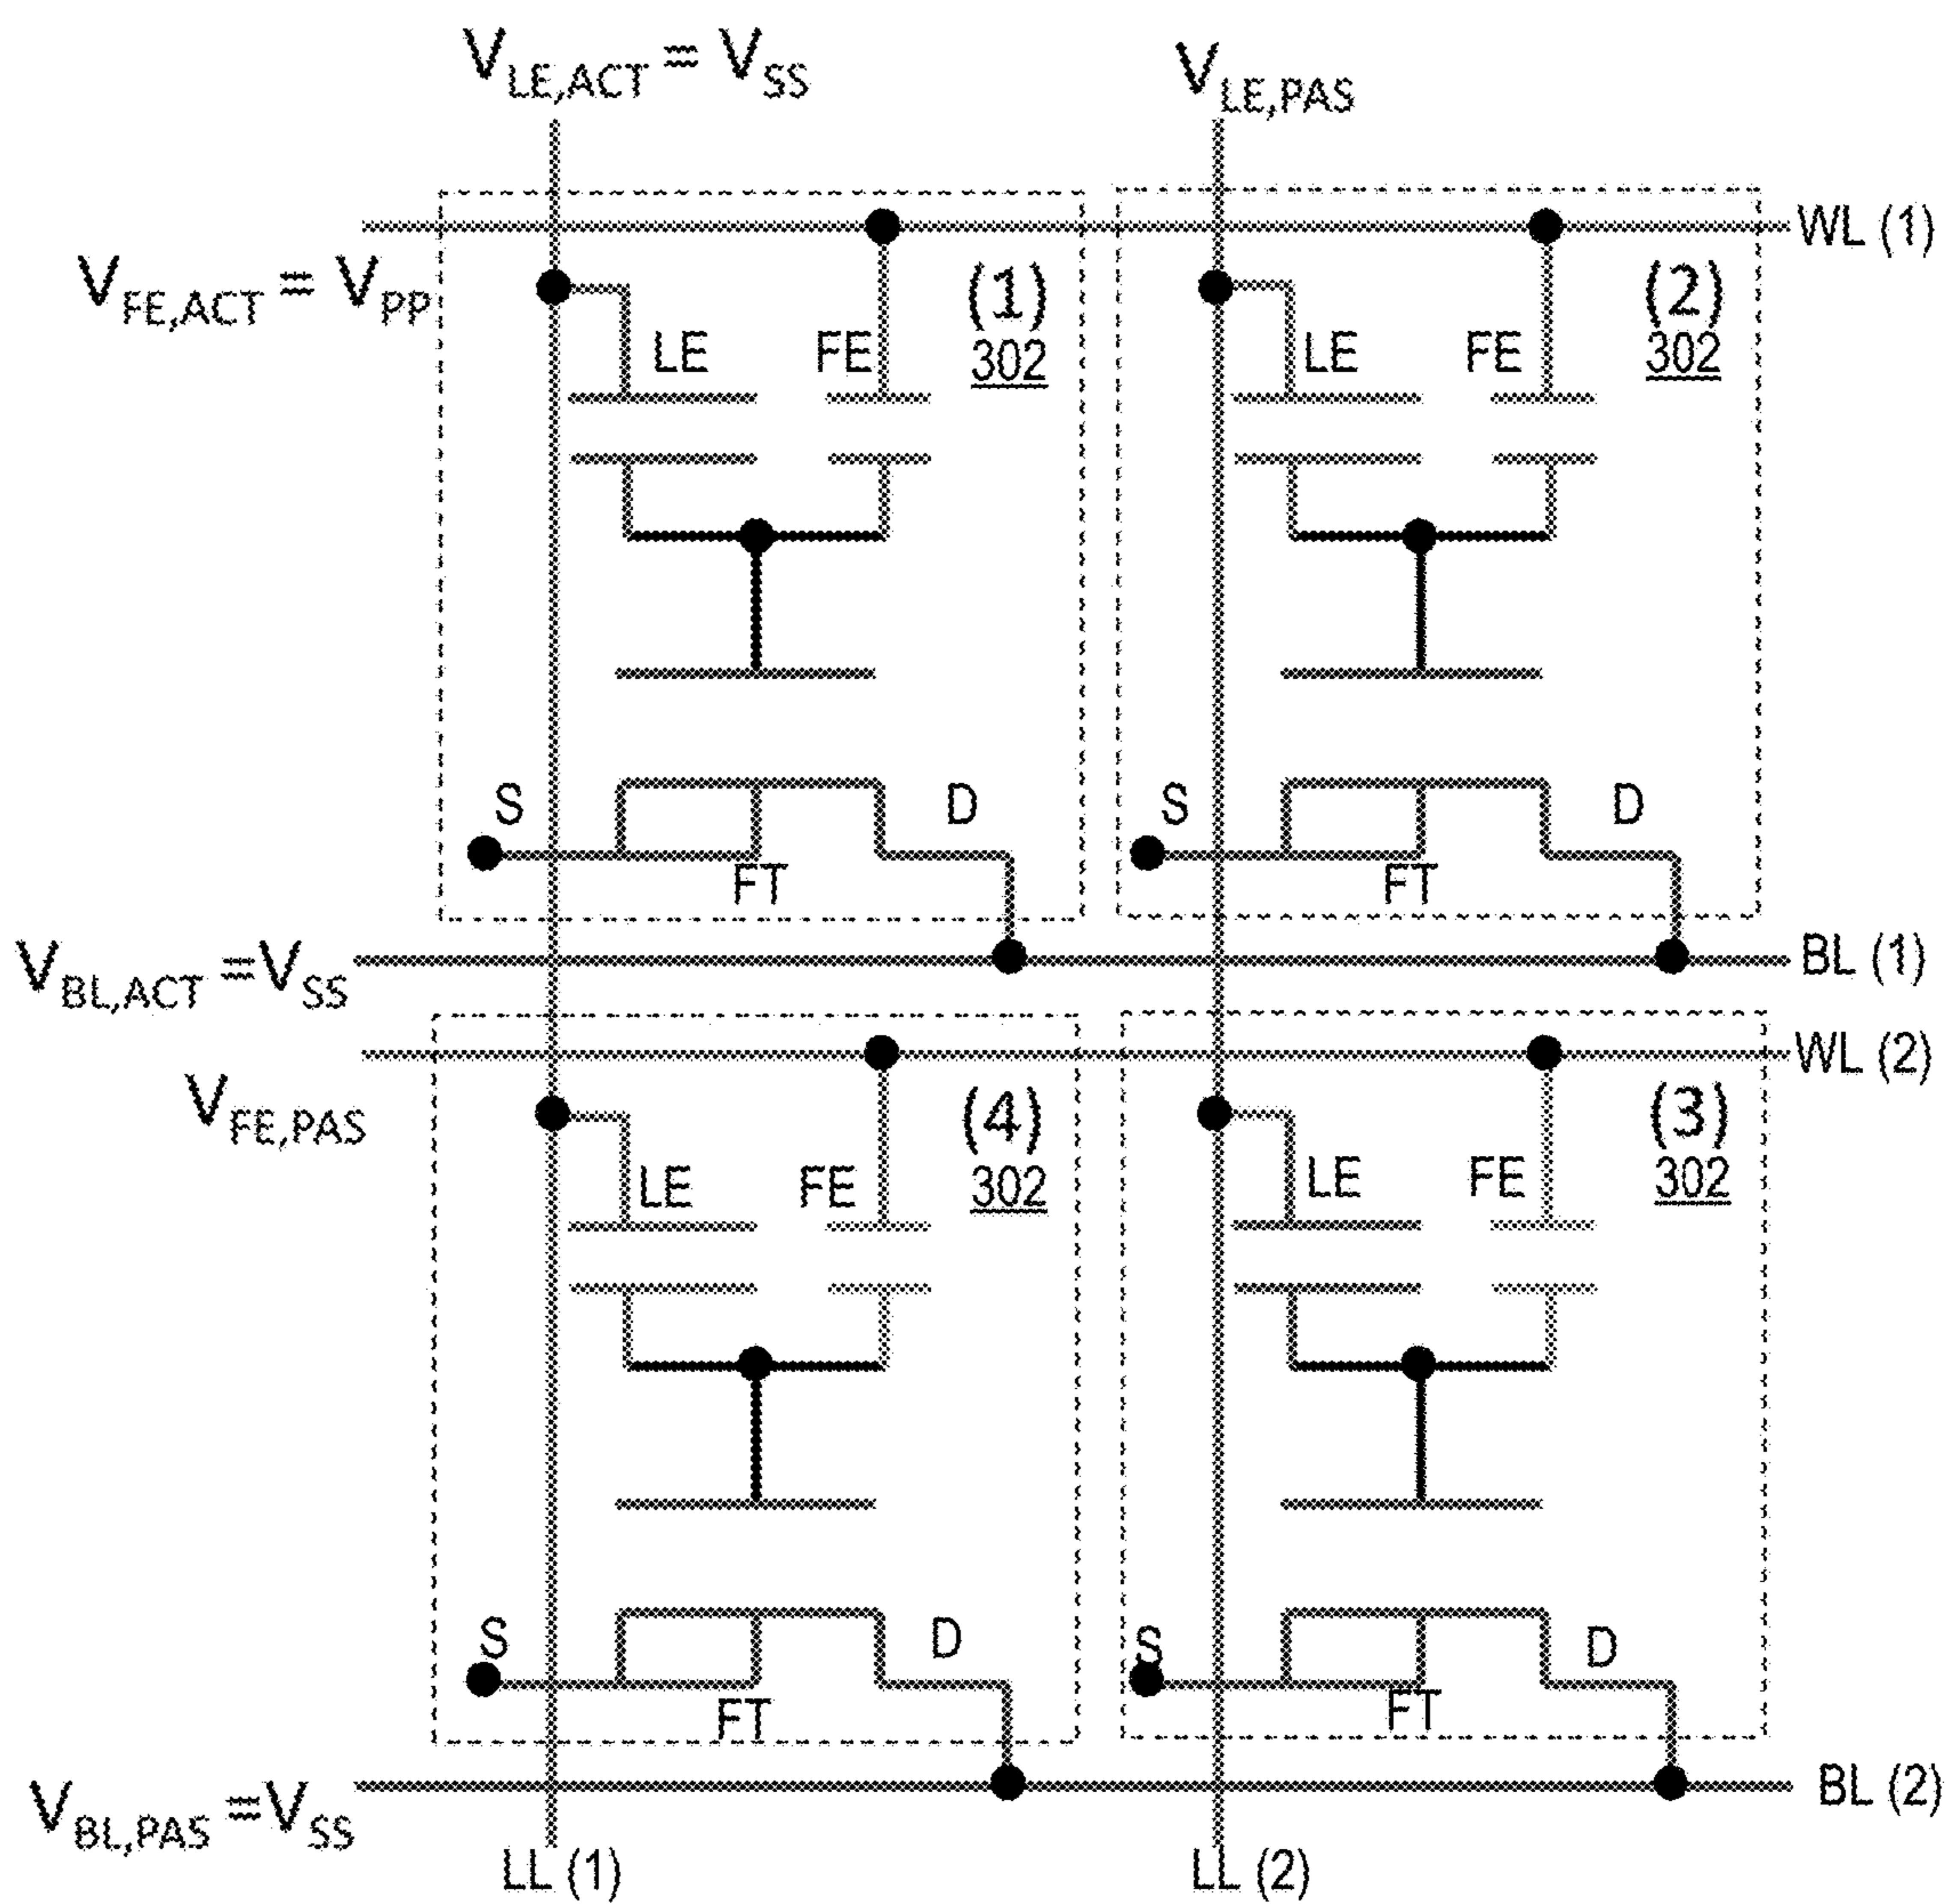 V_LE,ACT = V_SS
V_LE,PAS
WL (1)
V_FE,ACT = V_PP
(1)
302
LE
FE
(2)
302
LE
FE
S
D
FT
S
D
FT
V_BL,ACT = V_SS
BL (1)
WL (2)
V_FE,PAS
(4)
302
LE
FE
(3)
302
LE
FE
S
D
FT
S
D
FT
V_BL,PAS = V_SS
BL (2)
LL (1)
LL (2)